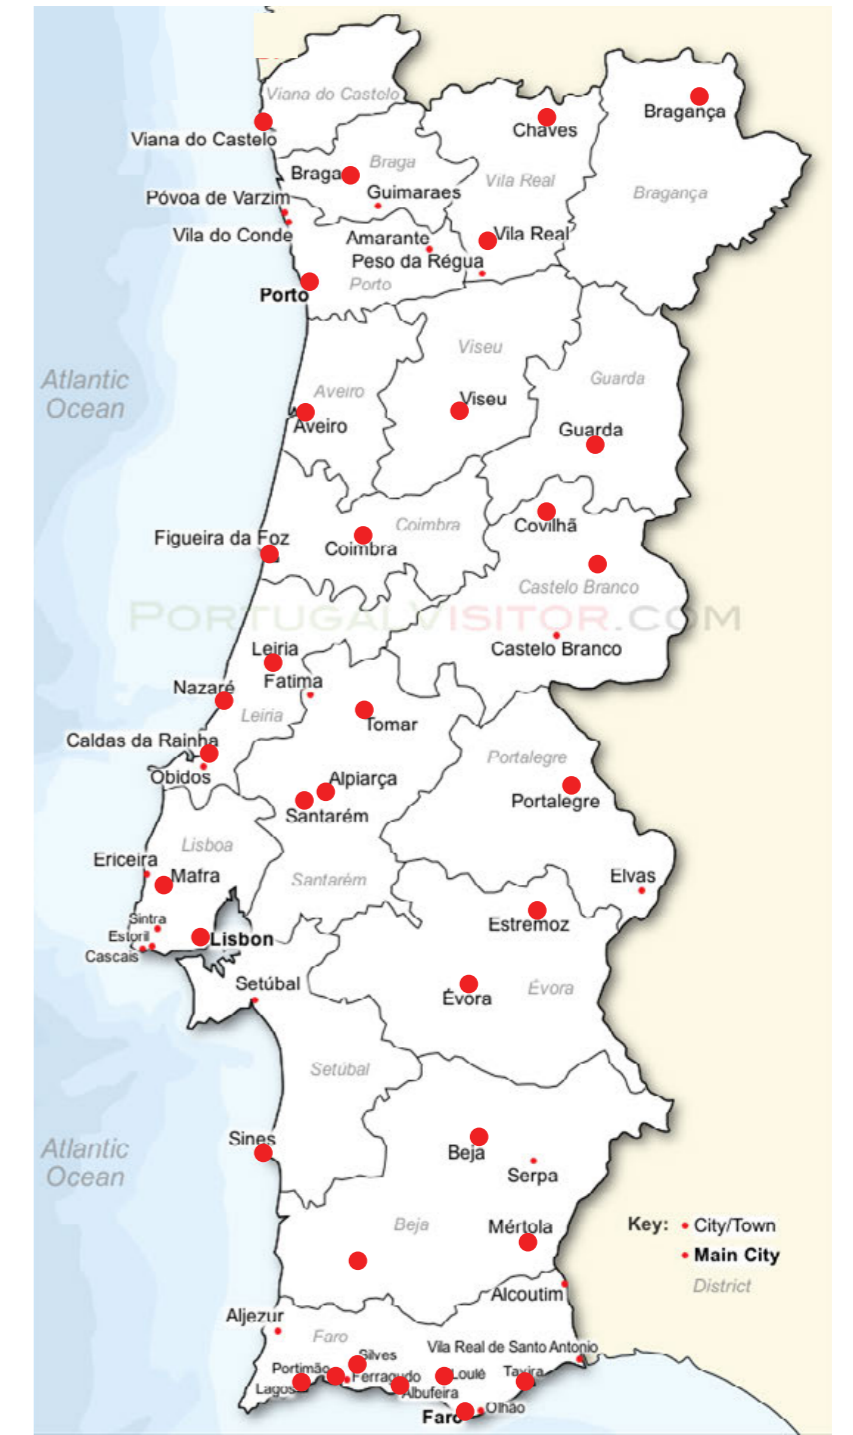 Viana do Castelo
Viana do Castelo
Chaves
Bragança
Braga
Braga
Vila Real
Bragança
Guimaraes
Póvoa de Varzim
Vila do Conde
Amarante
Vila Real
Peso da Régua
Porto
Porto
Viseu
Atlantic
Ocean
Aveiro
Guarda
Viseu
Aveiro
Guarda
Figueira da Foz
Coimbra
Covilhã
Coimbra
Castelo Branco
PORTUGALVISITOR.COM
Leiria
Castelo Branco
Fatima
Nazaré
Leiria
Tomar
Caldas da Rainha
Portalegre
Obidos
Alpiarça
Portalegre
Santarém
Lisboa
Ericeira
Mafra
Santarém
Elvas
Sintra
Estoril
Lisbon
Estremoz
Cascais
Setúbal
Évora
Évora
Setúbal
Sines
Atlantic
Ocean
Beja
Serpa
Beja
Mértola
Key: City/Town
Main City
District
Alcoutim
Aljezur
Faro
Vila Real de Santo Antonio
Silves
Portimão
Ferragudo
Loulé
Tavira
Lagos
Albufeira
Olhão
Faro